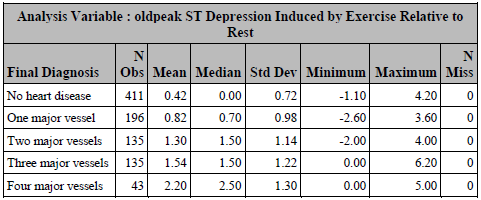 Analysis Variable : oldpeak ST Depression Induced by Exercise Relative to
Rest
Final Diagnosis N Obs Mean Median Std Dev Minimum Maximum N Miss
No heart disease 411 0.42 0.00 0.72 -1.10 4.20 0
One major vessel 196 0.82 0.70 0.98 -2.60 3.60 0
Two major vessels 135 1.30 1.50 1.14 -2.00 4.00 0
Three major vessels 135 1.54 1.50 1.22 0.00 6.20 0
Four major vessels 43 2.20 2.50 1.30 0.00 5.00 0